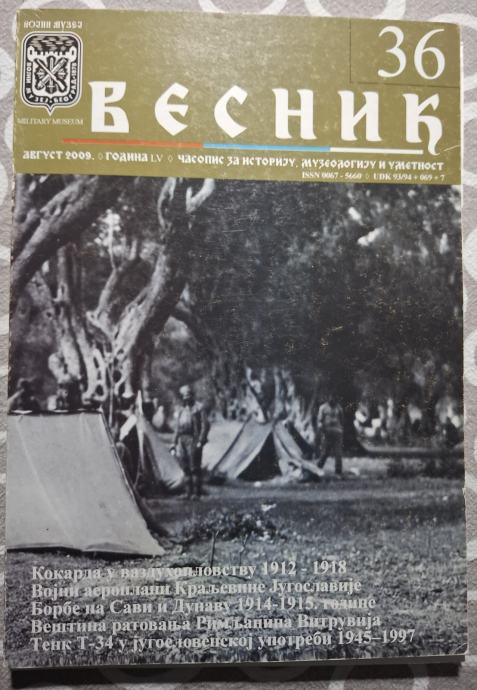 ВОЈНИ МУЗЕЈ
36
MILITARY MUSEUM
ВЕСНИК
АВГУСТ 2009. ◊ ГОДИНА LV ◊ ЧАСОПИС ЗА ИСТОРИЈУ, МУЗЕОЛОГИЈУ И УМЕТНОСТ
ISSN 0067 - 5660 ◊ UDK 93/94 + 069 + 7
Кокарда у ваздухопловству 1912 - 1918
Војни аероплани Краљевине Југославије
Борбе на Сави и Дунаву 1914-1915. године
Вештина ратовања Римљанина Витрувија
Тенк Т-34 у југословенској употреби 1945–1997